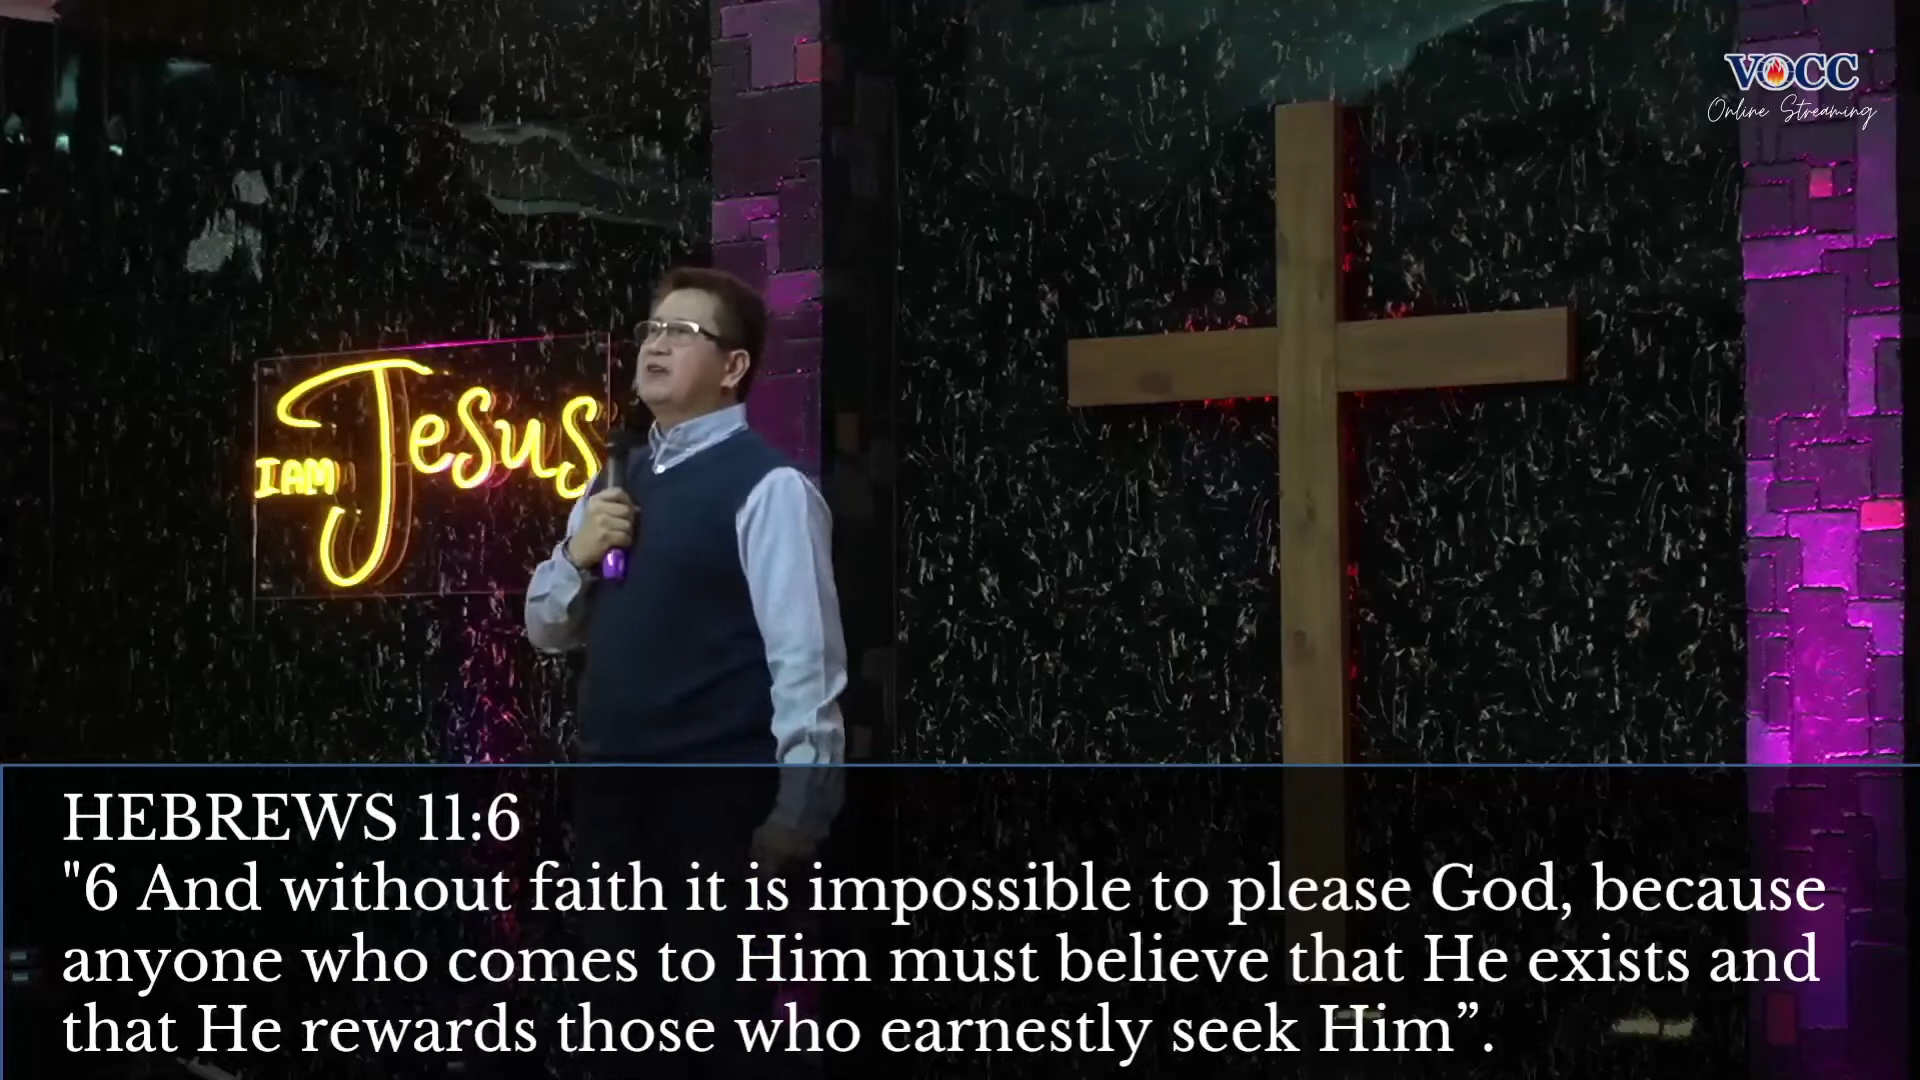 VOCC
Online Streaming
Jesus
I AM
HEBREWS 11:6
"6 And without faith it is impossible to please God, because
anyone who comes to Him must believe that He exists and
that He rewards those who earnestly seek Him”.